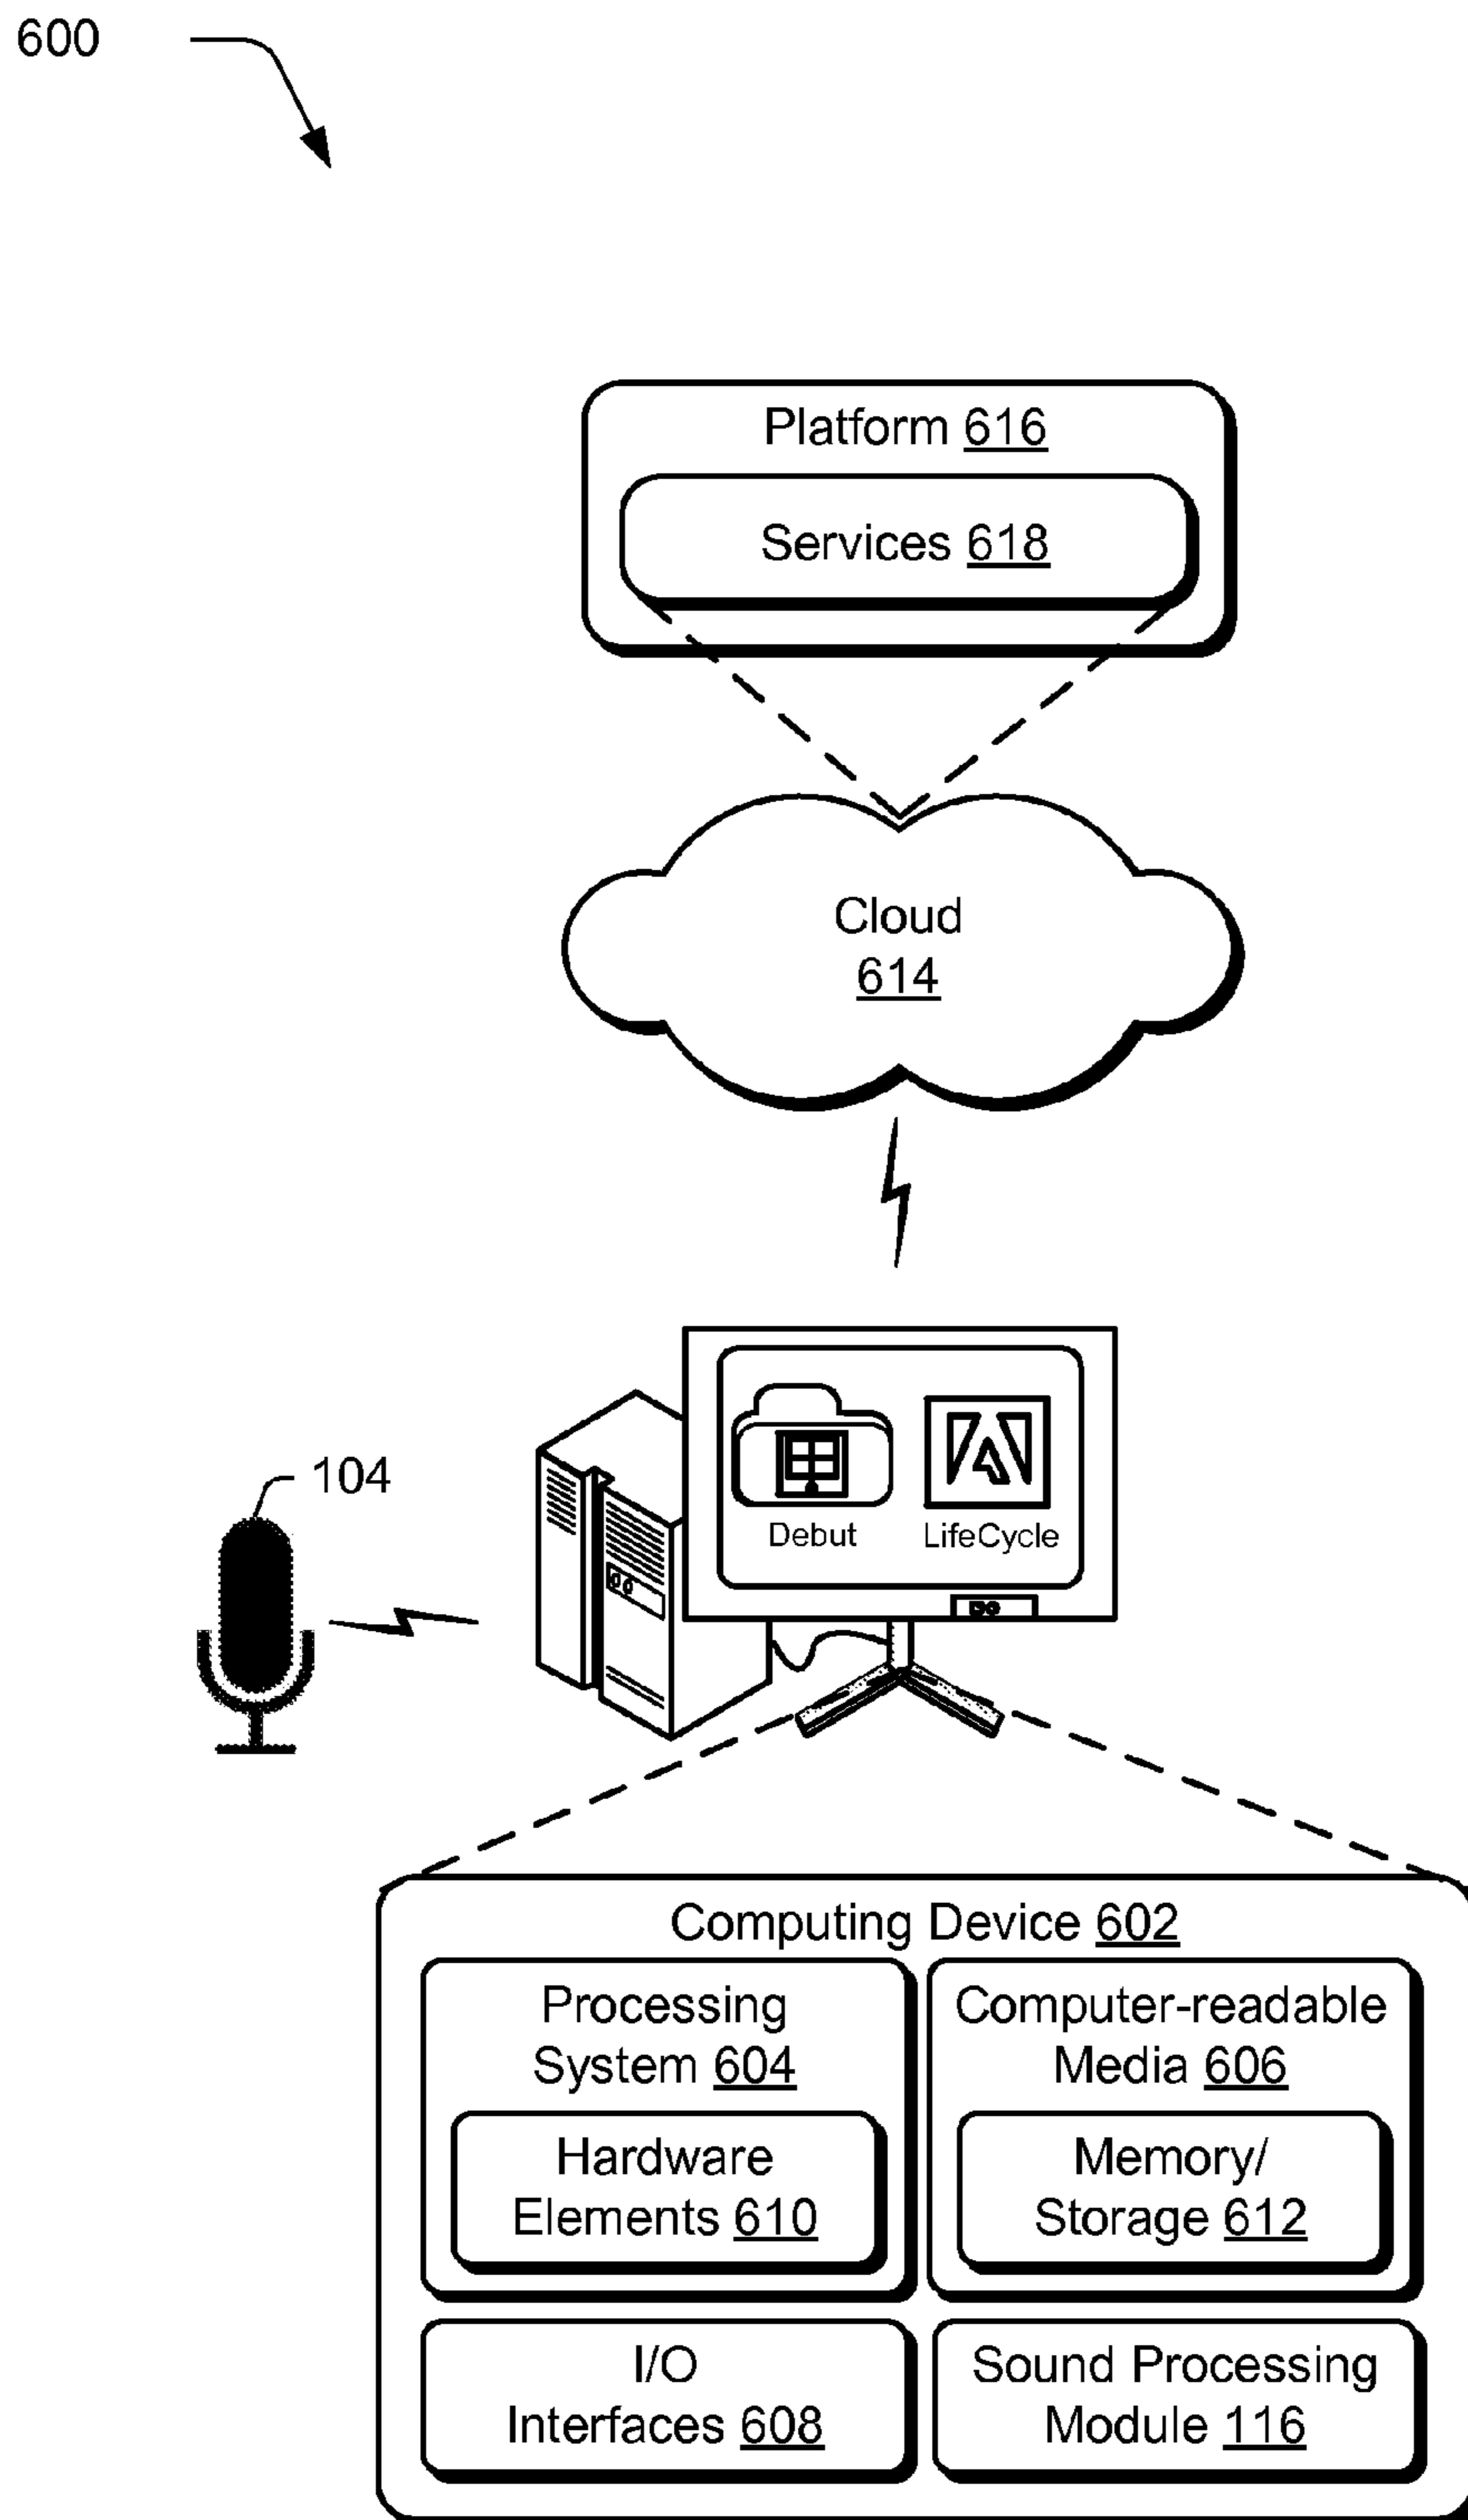 600
Platform 616
Services 618
Cloud
614
104
Debut
LifeCycle
Computing Device 602
Processing
System 604
Hardware
Elements 610
Computer-readable
Media 606
Memory/
Storage 612
I/O
Interfaces 608
Sound Processing
Module 116